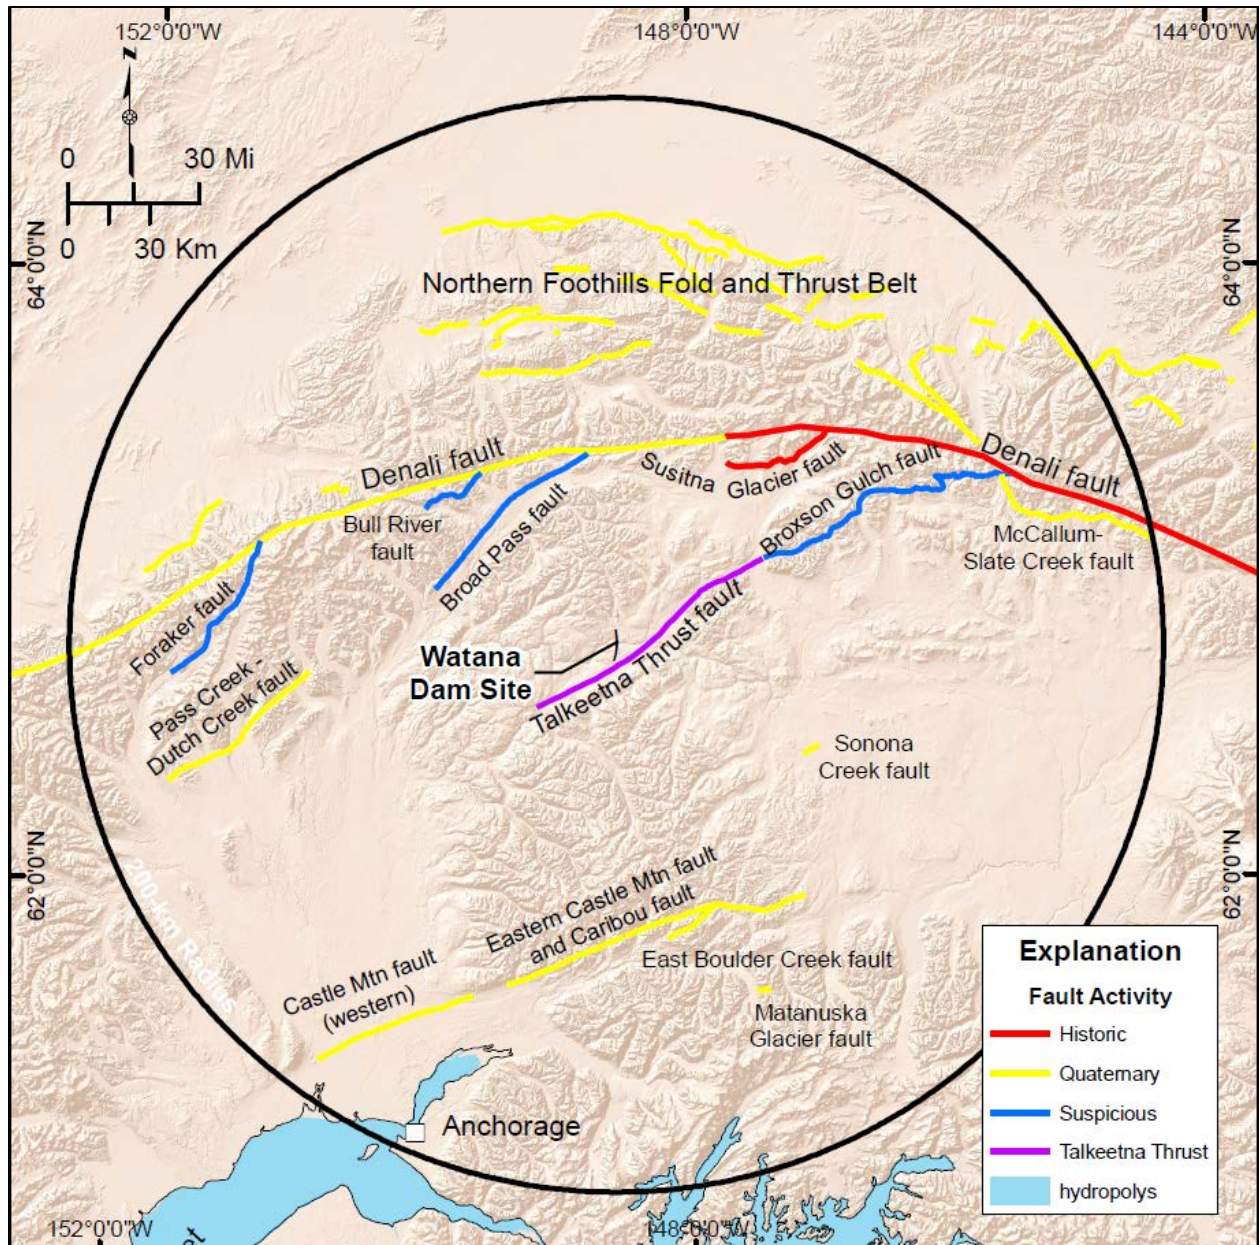 152°0'0"W
148°0'0"W
144°0'0"W
N
0
30 Mi
0
30 Km
64°0'0"N
64°0'0"N
Northern Foothills Fold and Thrust Belt
Denali fault
Susitna
Glacier fault
Denali fault
Bull River
fault
Broad Pass fault
Broxson Gulch fault
McCallum-
Slate Creek fault
Foraker fault
Pass Creek -
Dutch Creek fault
Watana
Dam Site
Talkeetna Thrust fault
Sonona
Creek fault
62°0'0"N
62°0'0"N
200-km Radius
Eastern Castle Mtn fault
and Caribou fault
Castle Mtn fault
(western)
East Boulder Creek fault
Matanuska
Glacier fault
Anchorage
Explanation
Fault Activity
Historic
Quaternary
Suspicious
Talkeetna Thrust
hydropolys
152°0'0"W
148°0'0"W